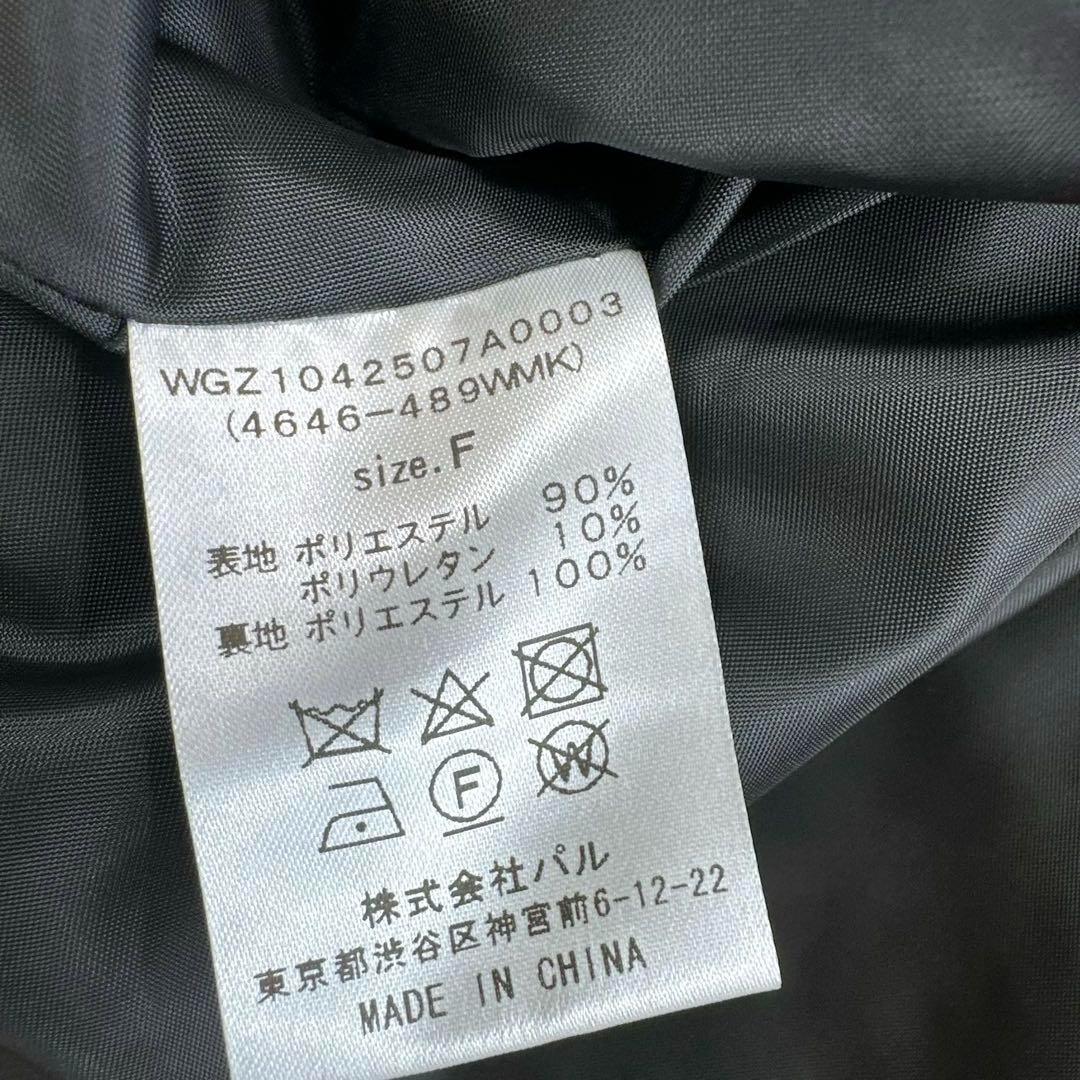 WGZ1042507A0003
(4646-489WMK)
size.F
表地 ポリエステル 90%
ポリウレタン 10%
裏地 ポリエステル 100%
F W
株式会社パル
東京都渋谷区神宮前6-12-22
MADE IN CHINA